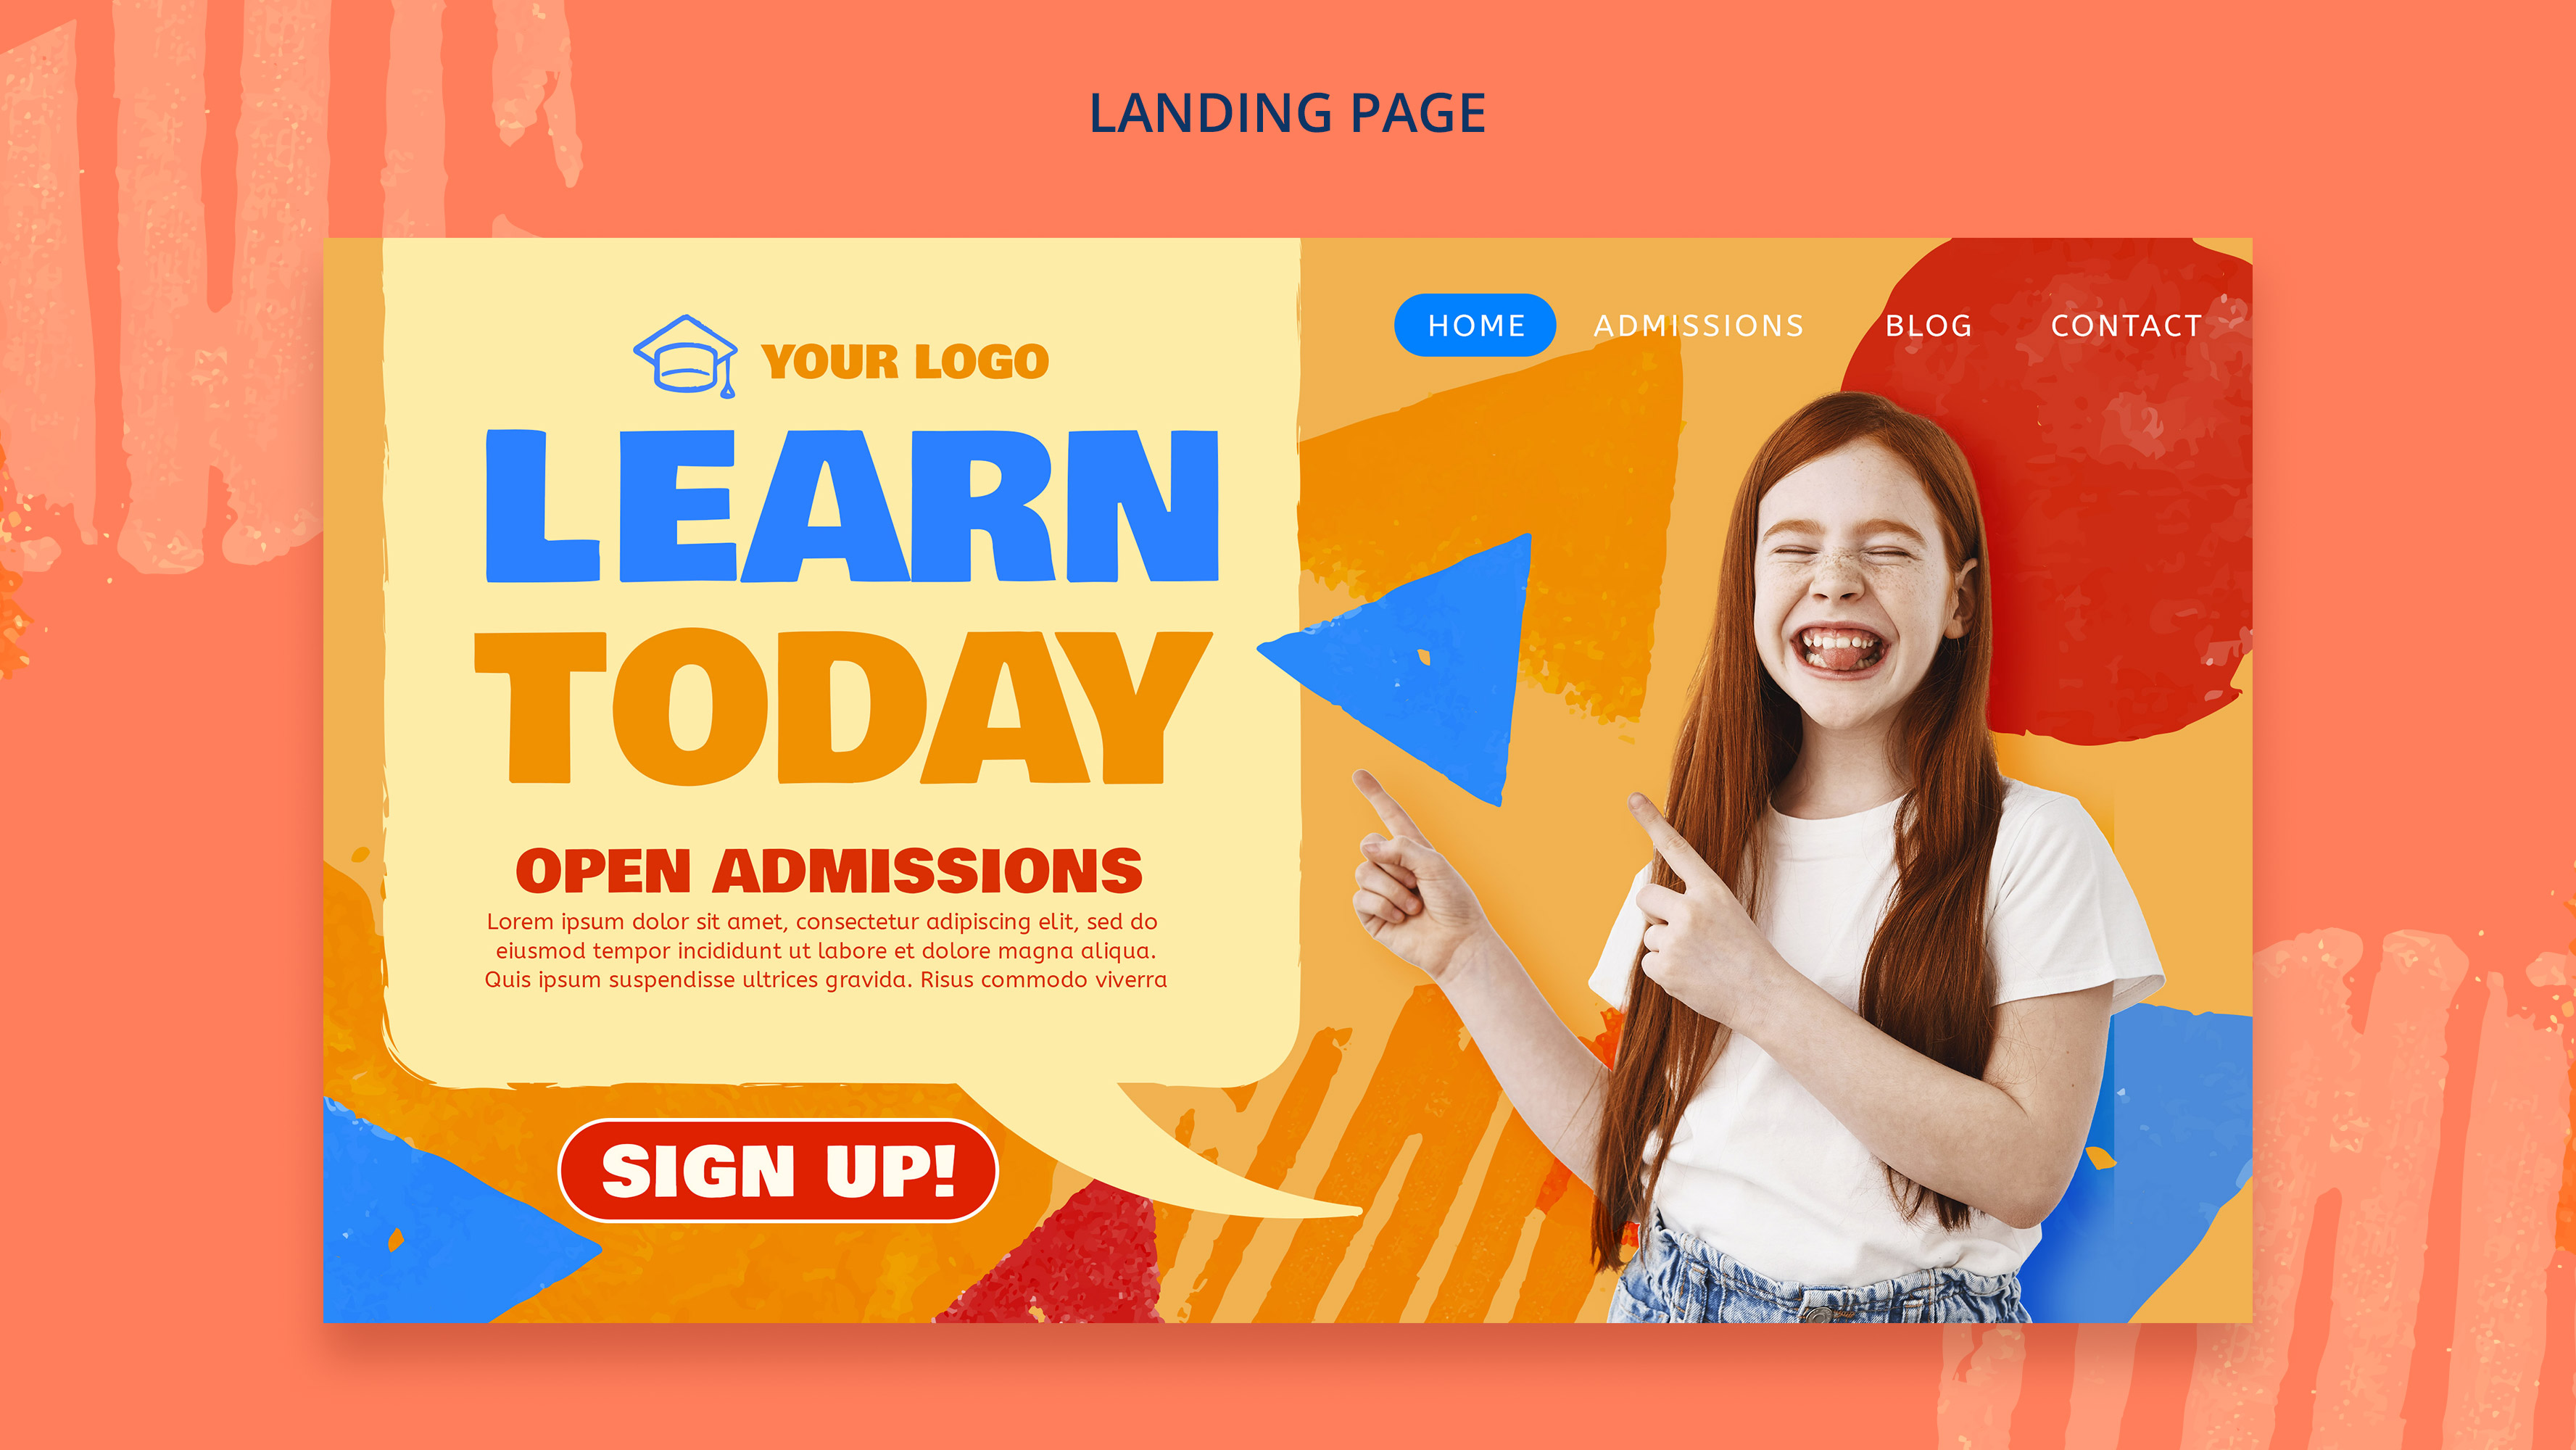 LANDING PAGE
YOUR LOGO
HOME
ADMISSIONS
BLOG
CONTACT
LEARN
TODAY
OPEN ADMISSIONS
Lorem ipsum dolor sit amet, consectetur adipiscing elit, sed do
eiusmod tempor incididunt ut labore et dolore magna aliqua.
Quis ipsum suspendisse ultrices gravida. Risus commodo viverra
SIGN UP!